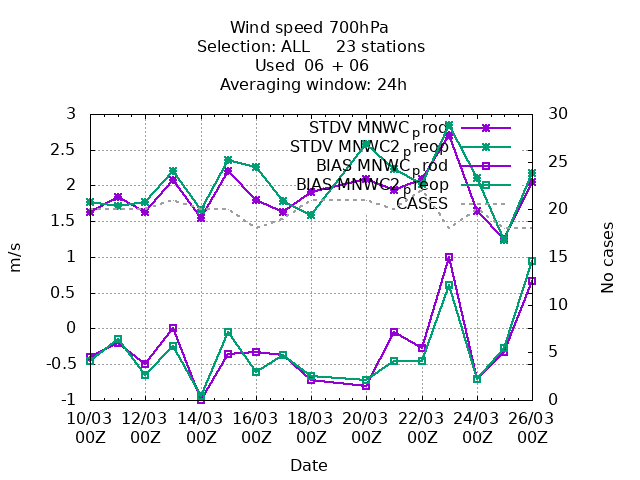 Wind speed 700hPa
Selection: ALL 23 stations
Used 06 + 06
Averaging window: 24h
STDV MNWC_prod
STDV MNWC2_preop
BIAS MNWC_prod
BIAS MNWC2_preop
CASES
3
2.5
2
1.5
1
0.5
0
-0.5
-1
m/s
30
25
20
15
10
5
0
No cases
10/03 12/03 14/03 16/03 18/03 20/03 22/03 24/03 26/03
00Z 00Z 00Z 00Z 00Z 00Z 00Z 00Z 00Z
Date